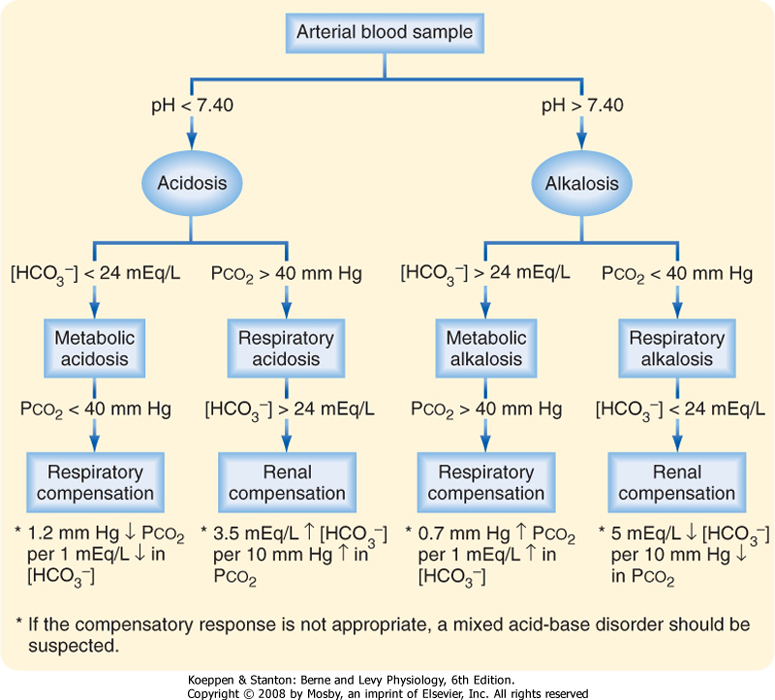 Arterial blood sample
pH < 7.40
pH > 7.40
Acidosis
Alkalosis
[HCO₃⁻] < 24 mEq/L
PCO₂ > 40 mm Hg
[HCO₃⁻] > 24 mEq/L
PCO₂ < 40 mm Hg
Metabolic
acidosis
Respiratory
acidosis
Metabolic
alkalosis
Respiratory
alkalosis
PCO₂ < 40 mm Hg
[HCO₃⁻] > 24 mEq/L
PCO₂ > 40 mm Hg
[HCO₃⁻] < 24 mEq/L
Respiratory
compensation
Renal
compensation
Respiratory
compensation
Renal
compensation
* 1.2 mm Hg ↓ PCO₂
per 1 mEq/L ↓ in
[HCO₃⁻]
* 3.5 mEq/L ↑ [HCO₃⁻]
per 10 mm Hg ↑ in
PCO₂
* 0.7 mm Hg ↑ PCO₂
per 1 mEq/L ↑ in
[HCO₃⁻]
* 5 mEq/L ↓ [HCO₃⁻]
per 10 mm Hg ↓
in PCO₂
* If the compensatory response is not appropriate, a mixed acid-base disorder should be
suspected.
Koeppen & Stanton: Berne and Levy Physiology, 6th Edition.
Copyright © 2008 by Mosby, an imprint of Elsevier, Inc. All rights reserved